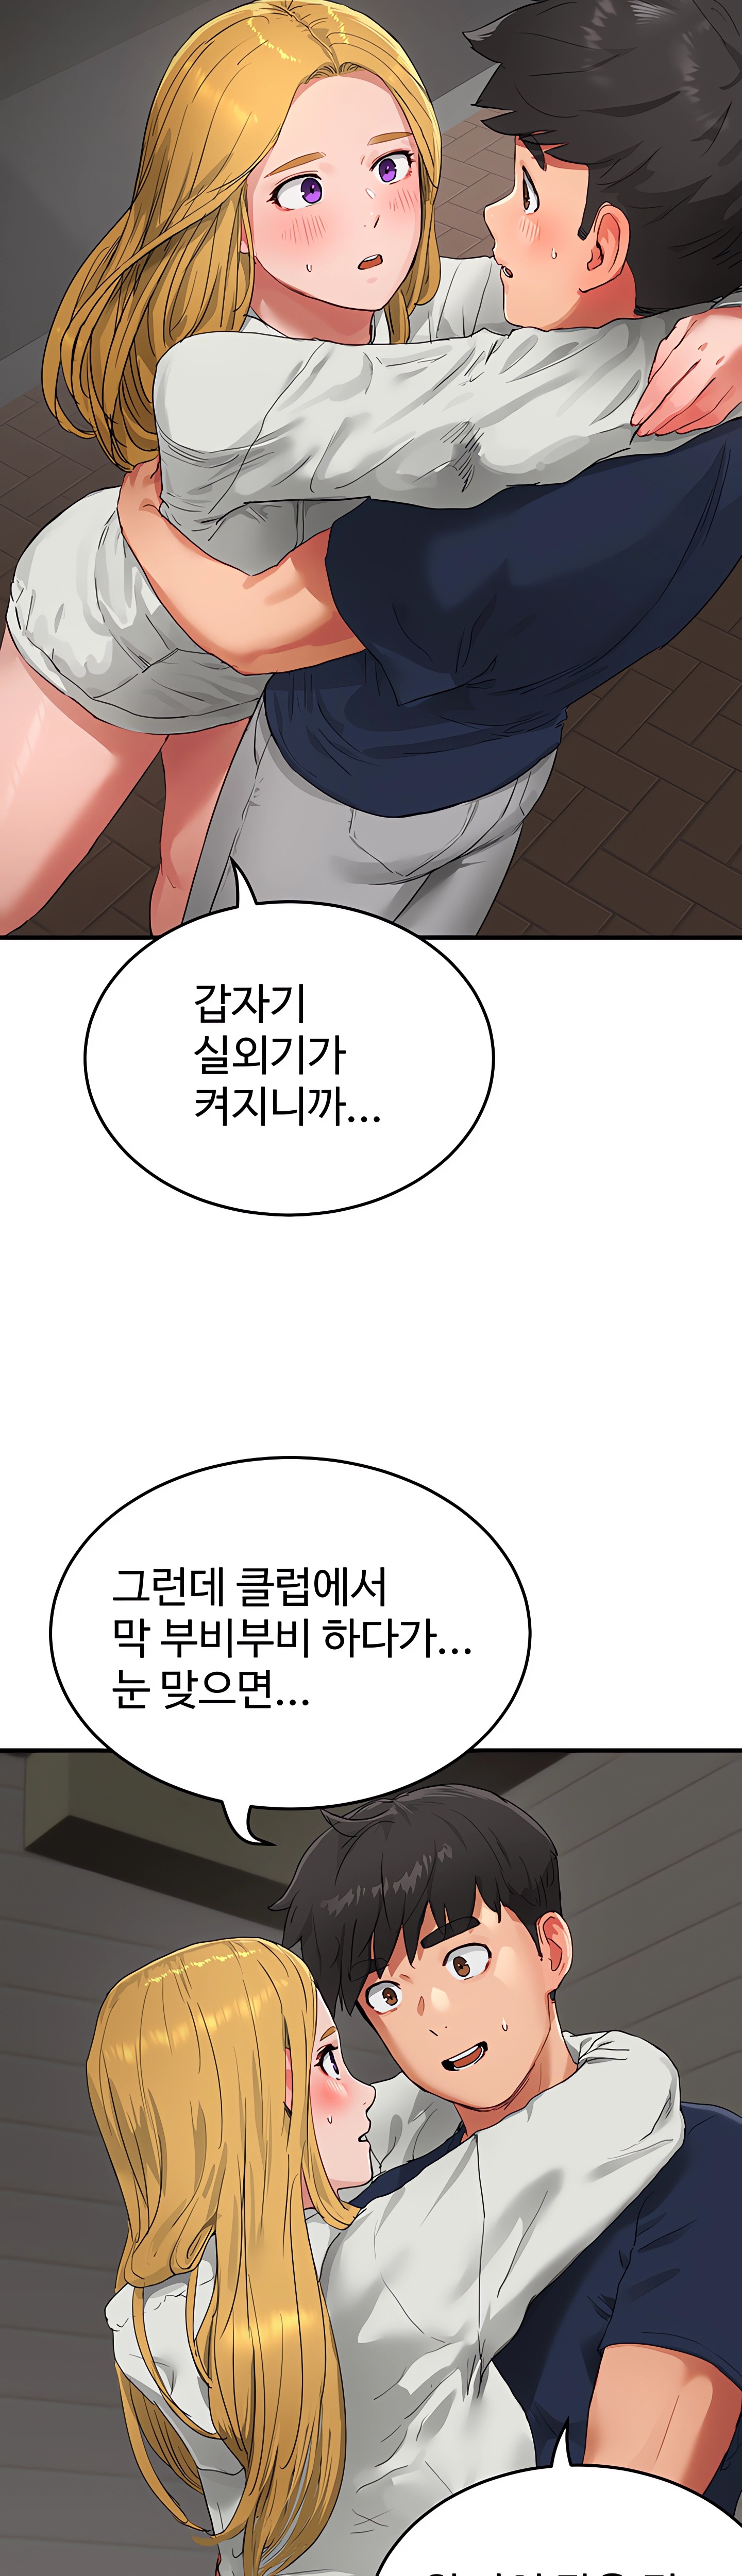 갑자기
실외기가
켜지니까...
그런데 클럽에서
막 부비부비 하다가...
눈 맞으면...